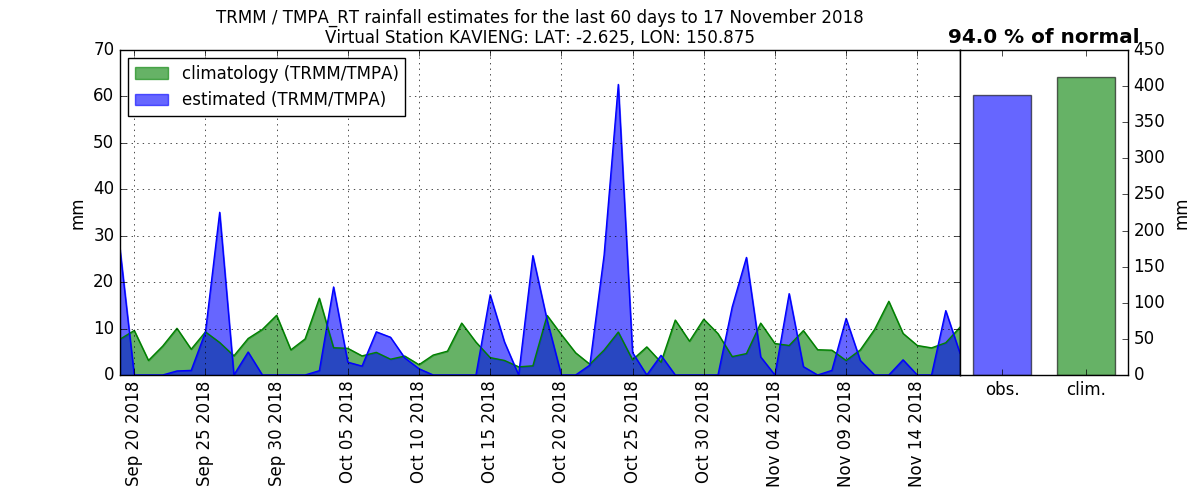 TRMM / TMPA_RT rainfall estimates for the last 60 days to 17 November 2018
Virtual Station KAVIENG: LAT: -2.625, LON: 150.875
94.0 % of normal
climatology (TRMM/TMPA)
estimated (TRMM/TMPA)
70
60
50
40
30
20
10
0
mm
Sep 20 2018
Sep 25 2018
Sep 30 2018
Oct 05 2018
Oct 10 2018
Oct 15 2018
Oct 20 2018
Oct 25 2018
Oct 30 2018
Nov 04 2018
Nov 09 2018
Nov 14 2018
obs.
clim.
450
400
350
300
250
200
150
100
50
0
mm